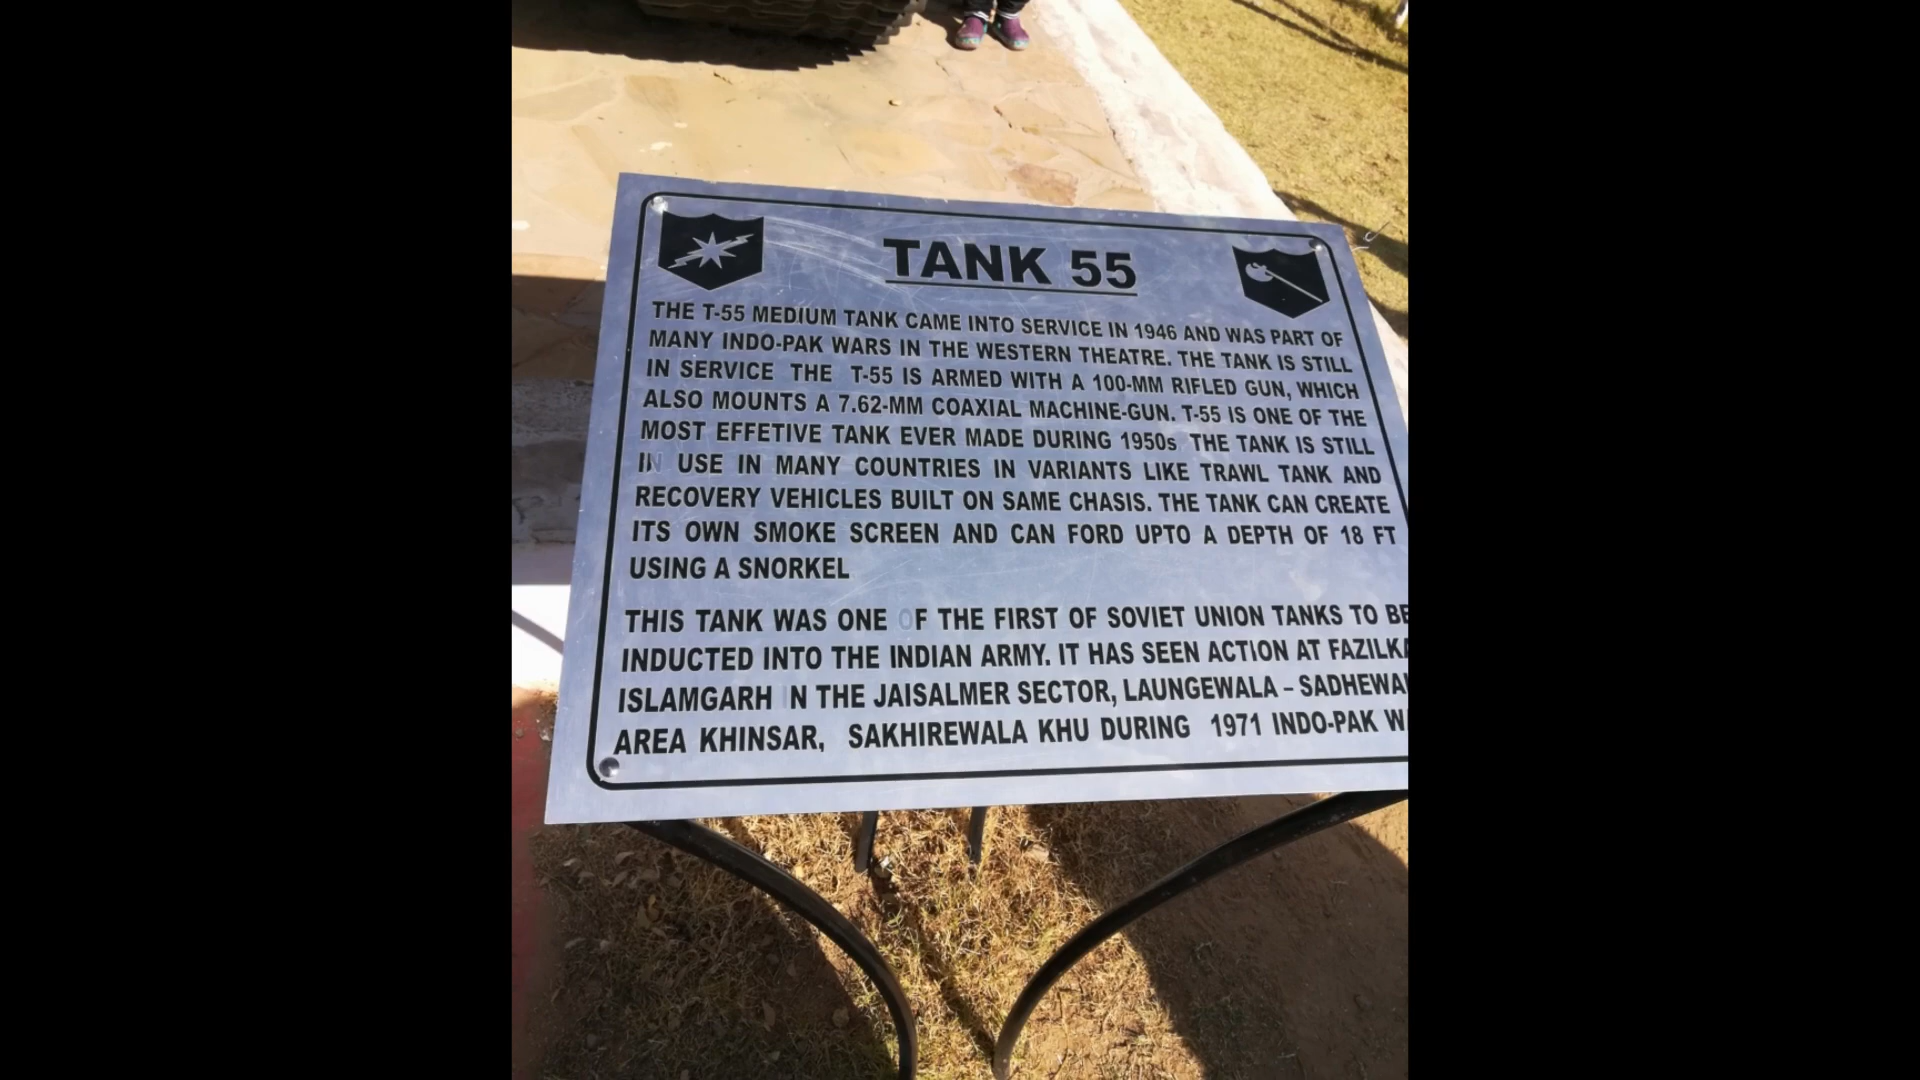 TANK 55
THE T-55 MEDIUM TANK CAME INTO SERVICE IN 1946 AND WAS PART OF
MANY INDO-PAK WARS IN THE WESTERN THEATRE. THE TANK IS STILL
IN SERVICE THE T-55 IS ARMED WITH A 100-MM RIFLED GUN, WHICH
ALSO MOUNTS A 7.62-MM COAXIAL MACHINE-GUN. T-55 IS ONE OF THE
MOST EFFETIVE TANK EVER MADE DURING 1950s THE TANK IS STILL
IN USE IN MANY COUNTRIES IN VARIANTS LIKE TRAWL TANK AND
RECOVERY VEHICLES BUILT ON SAME CHASIS. THE TANK CAN CREATE
ITS OWN SMOKE SCREEN AND CAN FORD UPTO A DEPTH OF 18 FT
USING A SNORKEL
THIS TANK WAS ONE OF THE FIRST OF SOVIET UNION TANKS TO BE
INDUCTED INTO THE INDIAN ARMY. IT HAS SEEN ACTION AT FAZILKA
ISLAMGARH IN THE JAISALMER SECTOR, LAUNGEWALA –
AREA KHINSAR, SAKHIREWALA KHU DURING 1971 INDO-PAK